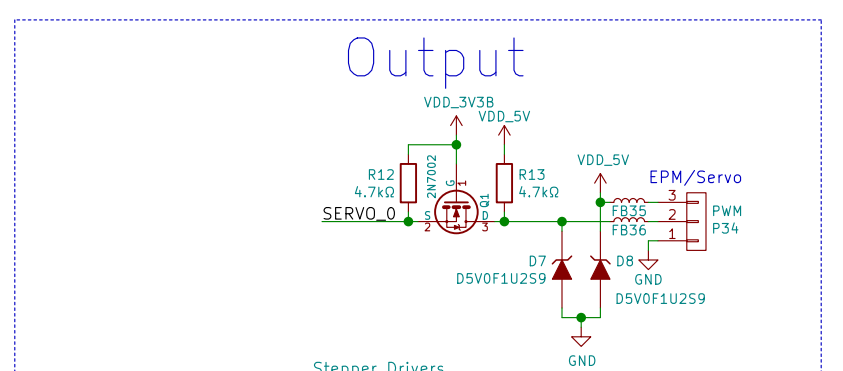 Output
VDD_3V3B
VDD_5V
VDD_5V
EPM/Servo
R12
4.7kΩ
2N7002
G
1
Q1
R13
4.7kΩ
SERVO_0
S
2
D
3
FB35
FB36
3
2
1
PWM
P34
D7
D5V0F1U2S9
D8
D5V0F1U2S9
GND
GND
Stepper Drivers